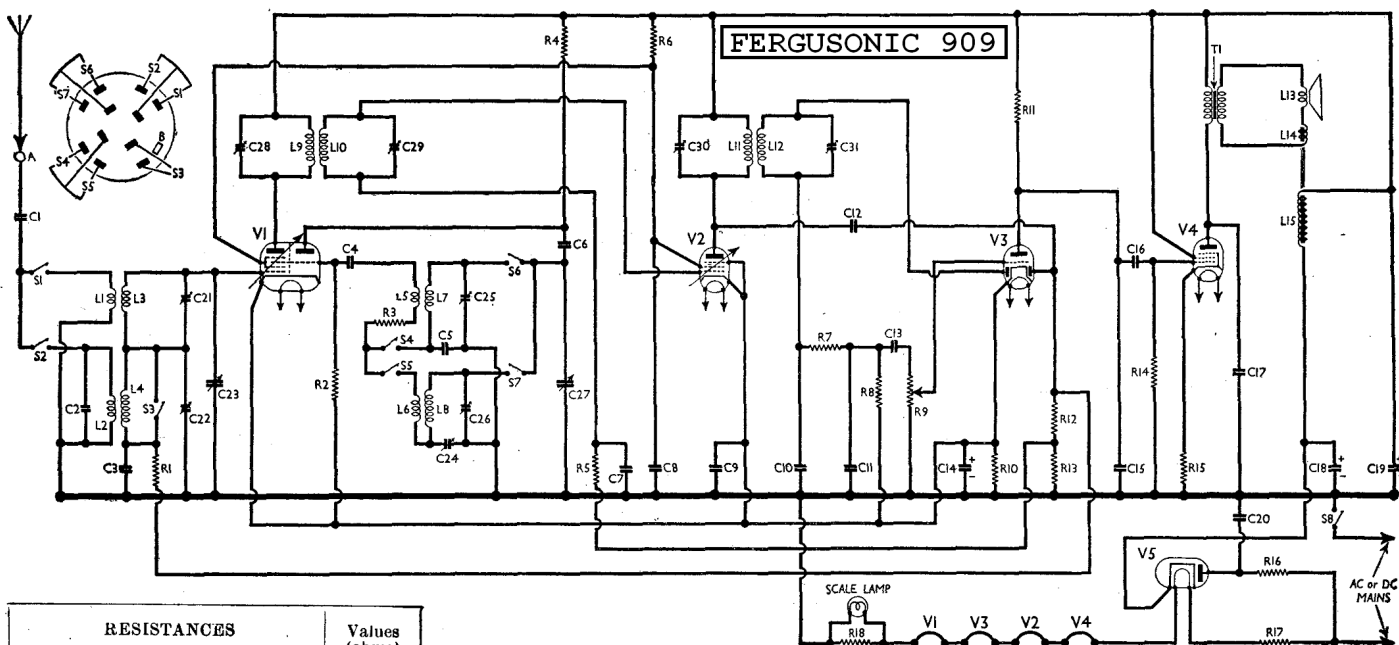 FERGUSONIC 909
R4
R6
T1
S6
S2
S7
S1
S4
B
S5
S3
A
R11
L13
L14
L15
C28
L9
L10
C29
C30
L11
L12
C31
C1
V1
C4
C6
S6
V2
C12
V3
C16
V4
S1
L1
L3
C21
L5
L7
C25
R3
S4
C5
S2
S5
S7
R7
C13
R14
C17
C2
L4
S3
C23
R2
L6
L8
C26
C27
R8
R9
L2
C22
R12
C24
C3
R1
R5
C7
C8
C9
C10
C11
C14
+
-
R10
R13
C15
R15
C18
+
-
C19
+
C20
S8
V5
R16
AC or DC
MAINS
SCALE LAMP
R18
V1
V3
V2
V4
R17
RESISTANCES
Values
(ohms)